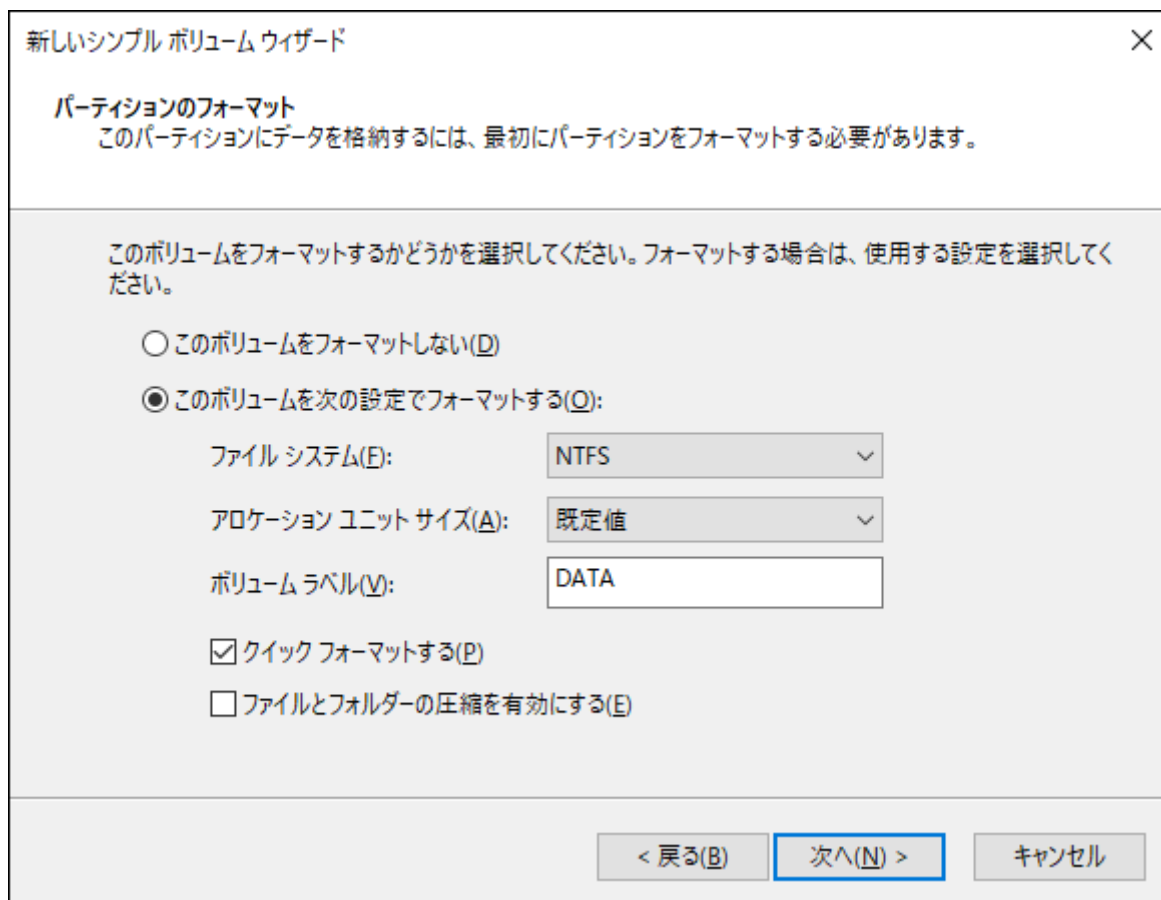 新しいシンプル ボリューム ウィザード
パーティションのフォーマット
このパーティションにデータを格納するには、最初にパーティションをフォーマットする必要があります。
このボリュームをフォーマットするかどうかを選択してください。フォーマットする場合は、使用する設定を選択してく
ださい。
このボリュームをフォーマットしない(D)
このボリュームを次の設定でフォーマットする(O):
ファイル システム(F): NTFS
アロケーション ユニット サイズ(A): 既定値
ボリューム ラベル(V): DATA
クイック フォーマットする(P)
ファイルとフォルダーの圧縮を有効にする(E)
< 戻る(B) 次へ(N) > キャンセル